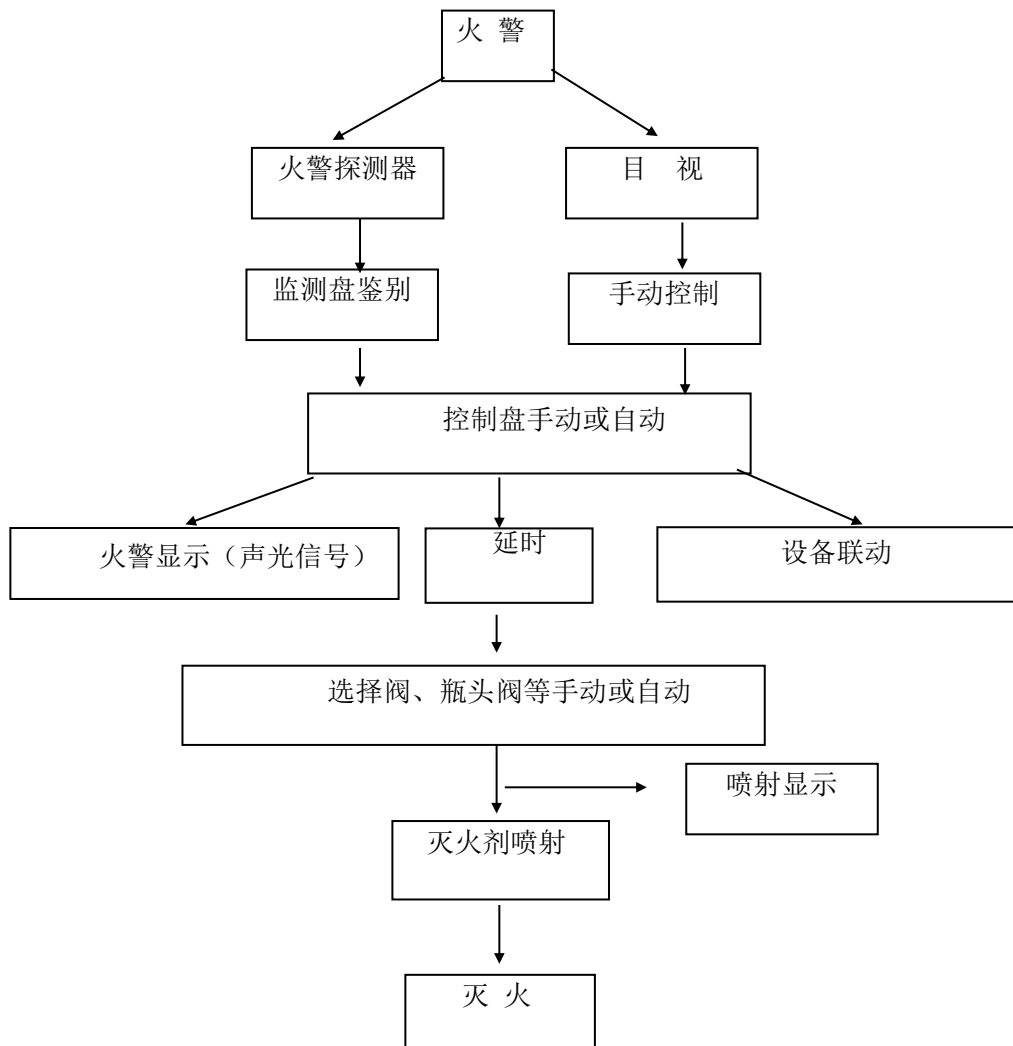 火 警
火警探测器
目 视
监测盘鉴别
手动控制
控制盘手动或自动
火警显示（声光信号）
延时
设备联动
选择阀、瓶头阀等手动或自动
喷射显示
灭火剂喷射
灭 火